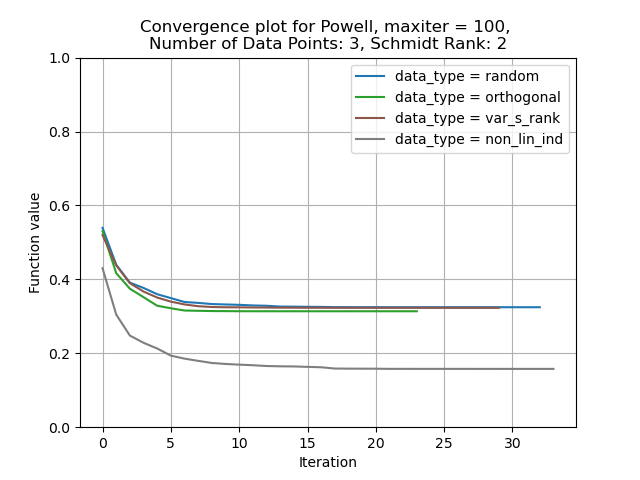 Convergence plot for Powell, maxiter = 100,
Number of Data Points: 3, Schmidt Rank: 2
data_type = random
data_type = orthogonal
data_type = var_s_rank
data_type = non_lin_ind
Function value
1.0
0.8
0.6
0.4
0.2
0.0
0 5 10 15 20 25 30
Iteration